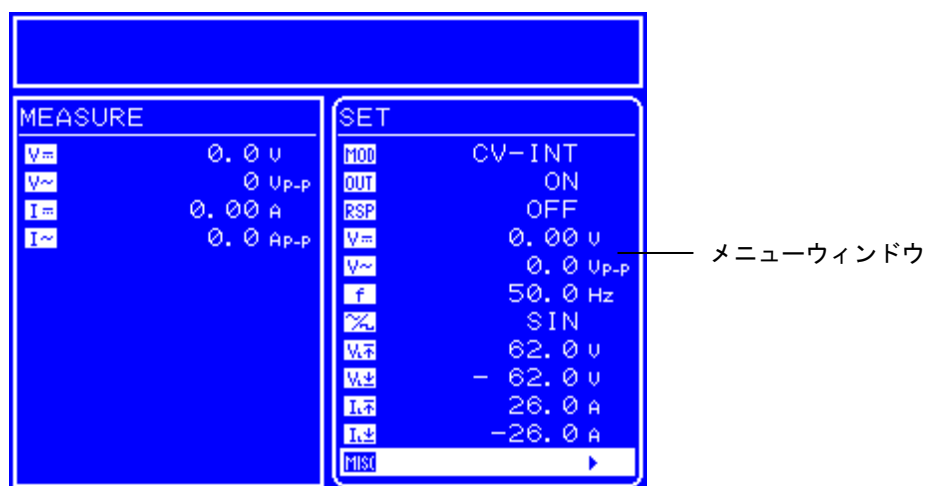 MEASURE
V⎓ 0.0 V
V~ 0 Vp-p
I⎓ 0.00 A
I~ 0.0 Ap-p
SET
MOD CV-INT
OUT ON
RSP OFF
V⎓ 0.00 V
V~ 0.0 Vp-p
f 50.0 Hz
SIN
V 62.0 V
V - 62.0 V
I 26.0 A
I -26.0 A
MISC
メニューウィンドウ